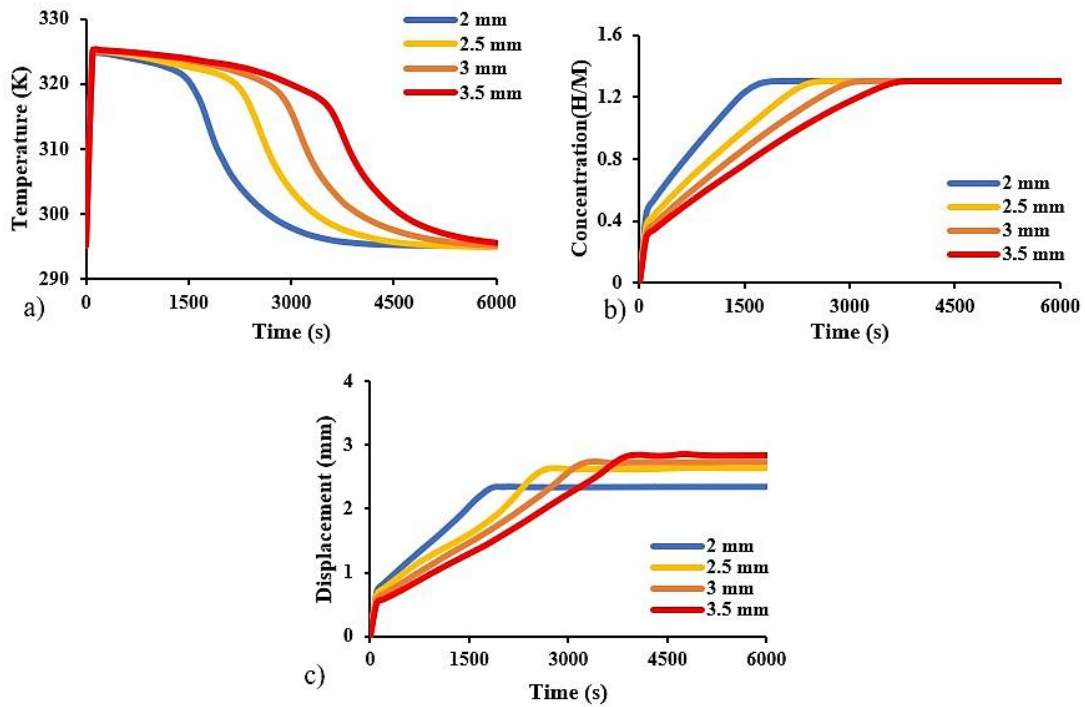 330
320
310
300
290
Temperature (K)
0 1500 3000 4500 6000
Time (s)
2 mm
2.5 mm
3 mm
3.5 mm
a)
1.6
1.2
0.8
0.4
0
Concentration(H/M)
0 1500 3000 4500 6000
Time (s)
2 mm
2.5 mm
3 mm
3.5 mm
b)
4
3
2
1
0
Displacement (mm)
0 1500 3000 4500 6000
Time (s)
2 mm
2.5 mm
3 mm
3.5 mm
c)